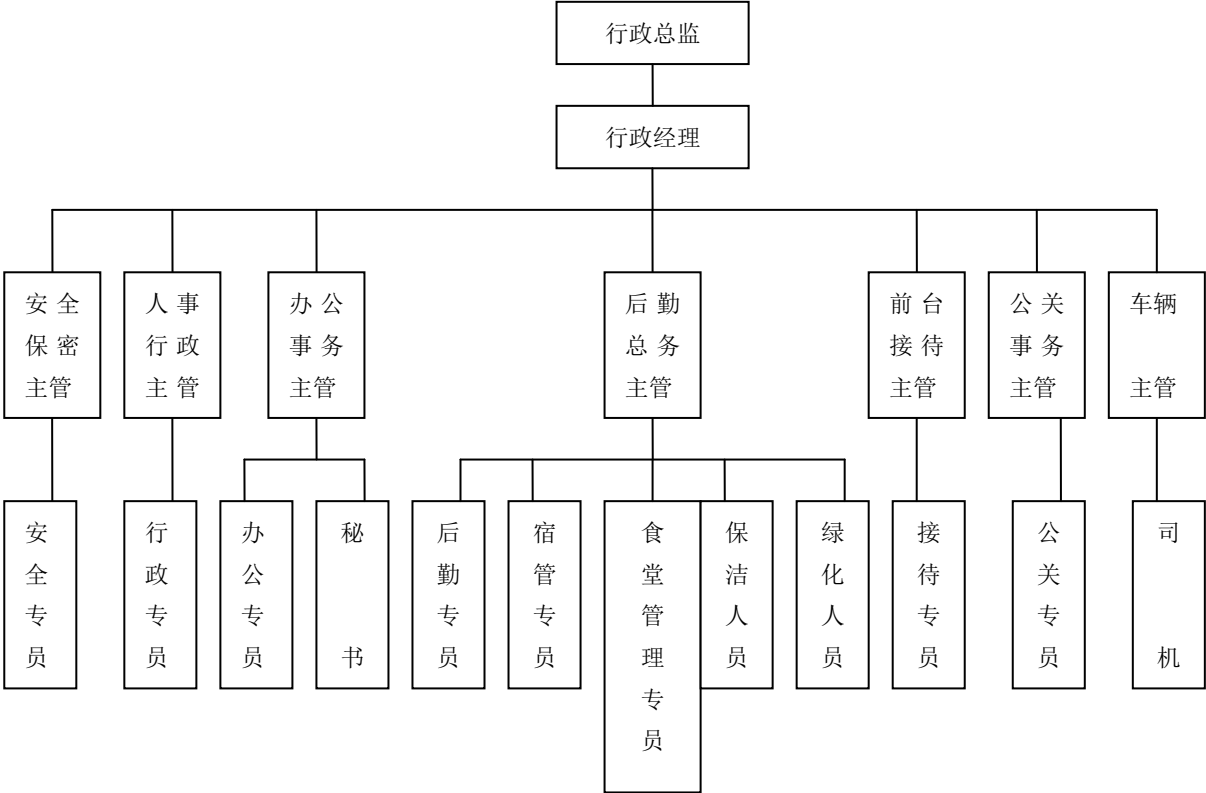 行政总监
行政经理
安全保密主管
人事行政主管
办公事务主管
后勤总务主管
前台接待主管
公关事务主管
车辆主管
安全专员
行政专员
办公专员
秘书
后勤专员
宿管专员
食堂管理专员
保洁人员
绿化人员
接待专员
公关专员
司机